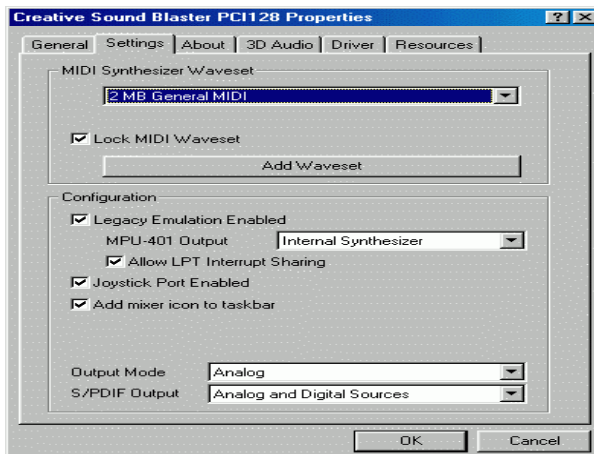 Creative Sound Blaster PCI128 Properties
General Settings About 3D Audio Driver Resources
MIDI Synthesizer Waveset
2 MB General MIDI
Lock MIDI Waveset
Add Waveset
Configuration
Legacy Emulation Enabled
MPU-401 Output Internal Synthesizer
Allow LPT Interrupt Sharing
Joystick Port Enabled
Add mixer icon to taskbar
Output Mode Analog
S/PDIF Output Analog and Digital Sources
OK Cancel